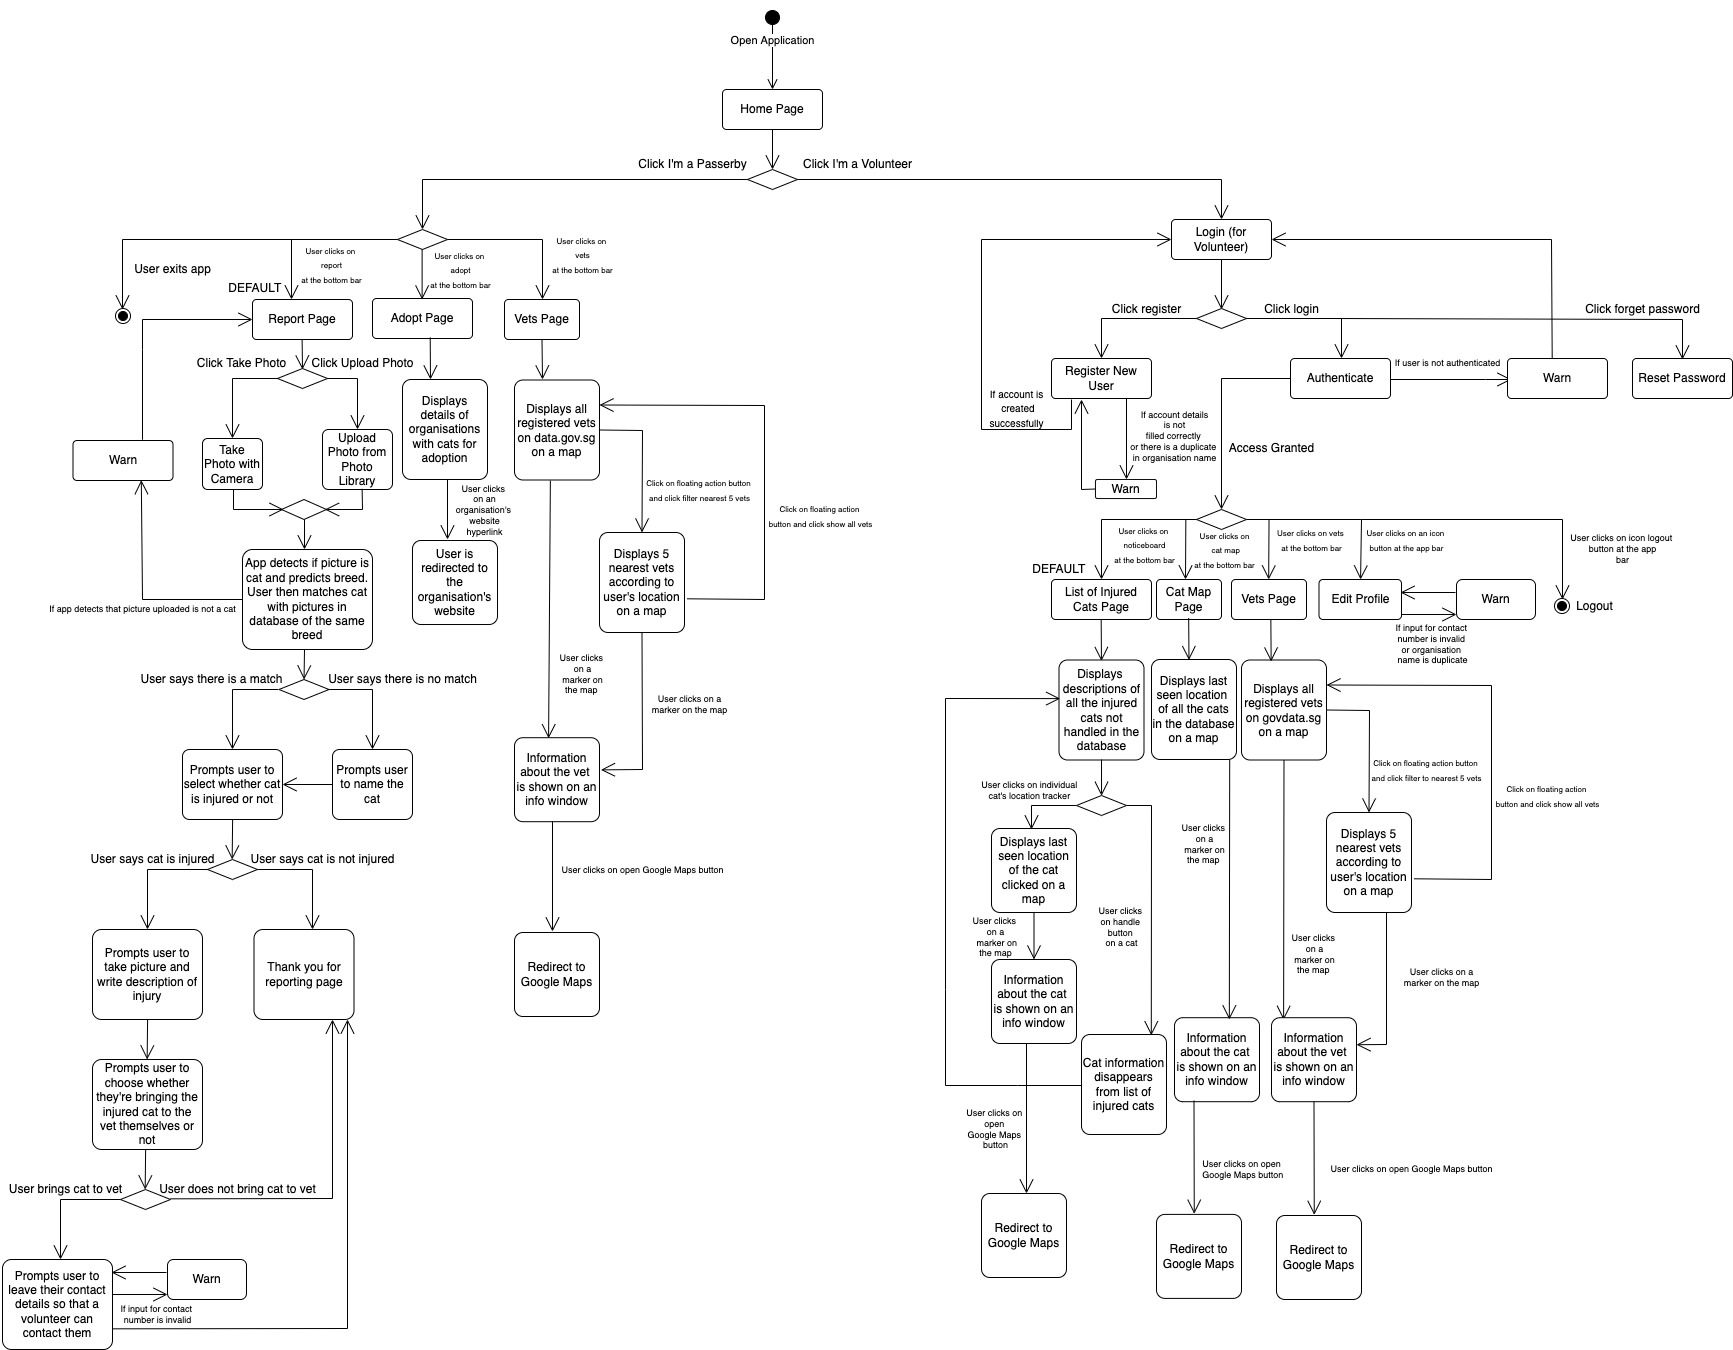 Open Application
Home Page
Click I'm a Passerby
Click I'm a Volunteer
User exits app
User clicks on
report
at the bottom bar
User clicks on
adopt
at the bottom bar
User clicks on
vets
at the bottom bar
DEFAULT
Report Page
Adopt Page
Vets Page
Click Take Photo
Click Upload Photo
Warn
Take
Photo with
Camera
Upload
Photo from
Photo
Library
If app detects that picture uploaded is not a cat
App detects if picture is
cat and predicts breed.
User then matches cat
with pictures in
database of the same
breed
User says there is a match
User says there is no match
Prompts user to
select whether cat
is injured or not
Prompts user
to name the
cat
User says cat is injured
User says cat is not injured
Prompts user to
take picture and
write description of
injury
Thank you for
reporting page
Prompts user to
choose whether
they're bringing the
injured cat to the
vet themselves or
not
User brings cat to vet
User does not bring cat to vet
Prompts user to
leave their contact
details so that a
volunteer can
contact them
Warn
If input for contact
number is invalid
Displays
details of
organisations
with cats for
adoption
User clicks
on an
organisation's
website
hyperlink
User is
redirected to
the
organisation's
website
Displays all
registered vets
on data.gov.sg
on a map
Click on floating action button
and click filter nearest 5 vets
Click on floating action
button and click show all vets
Displays 5
nearest vets
according to
user's location
on a map
User clicks
on a
marker on
the map
User clicks on a
marker on the map
Information
about the vet
is shown on an
info window
User clicks on open Google Maps button
Redirect to
Google Maps
Login (for
Volunteer)
Click register
Click login
Click forget password
Register New
User
Authenticate
If user is not authenticated
Warn
Reset Password
If account is
created
successfully
If account details
is not
filled correctly
or there is a duplicate
in organisation name
Warn
Access Granted
User clicks on
noticeboard
at the bottom bar
User clicks on
cat map
at the bottom bar
User clicks on vets
at the bottom bar
User clicks on an icon
button at the app bar
User clicks on icon logout
button at the app
bar
DEFAULT
List of Injured
Cats Page
Cat Map
Page
Vets Page
Edit Profile
Warn
Logout
If input for contact
number is invalid
or organisation
name is duplicate
Displays
descriptions of
all the injured
cats not
handled in the
database
Displays last
seen location
of all the cats
in the database
on a map
Displays all
registered vets
on govdata.sg
on a map
Click on floating action button
and click filter to nearest 5 vets
Click on floating action
button and click show all vets
User clicks on individual
cat's location tracker
Displays last
seen location
of the cat
clicked on a
map
User clicks
on a
marker on
the map
Displays 5
nearest vets
according to
user's location
on a map
User clicks
on a
marker on
the map
User clicks
on handle
button
on a cat
User clicks
on a
marker on
the map
User clicks on a
marker on the map
Information
about the cat
is shown on an
info window
Cat information
disappears
from list of
injured cats
Information
about the cat
is shown on an
info window
Information
about the vet
is shown on an
info window
User clicks on
open
Google Maps
button
User clicks on open
Google Maps button
User clicks on open Google Maps button
Redirect to
Google Maps
Redirect to
Google Maps
Redirect to
Google Maps